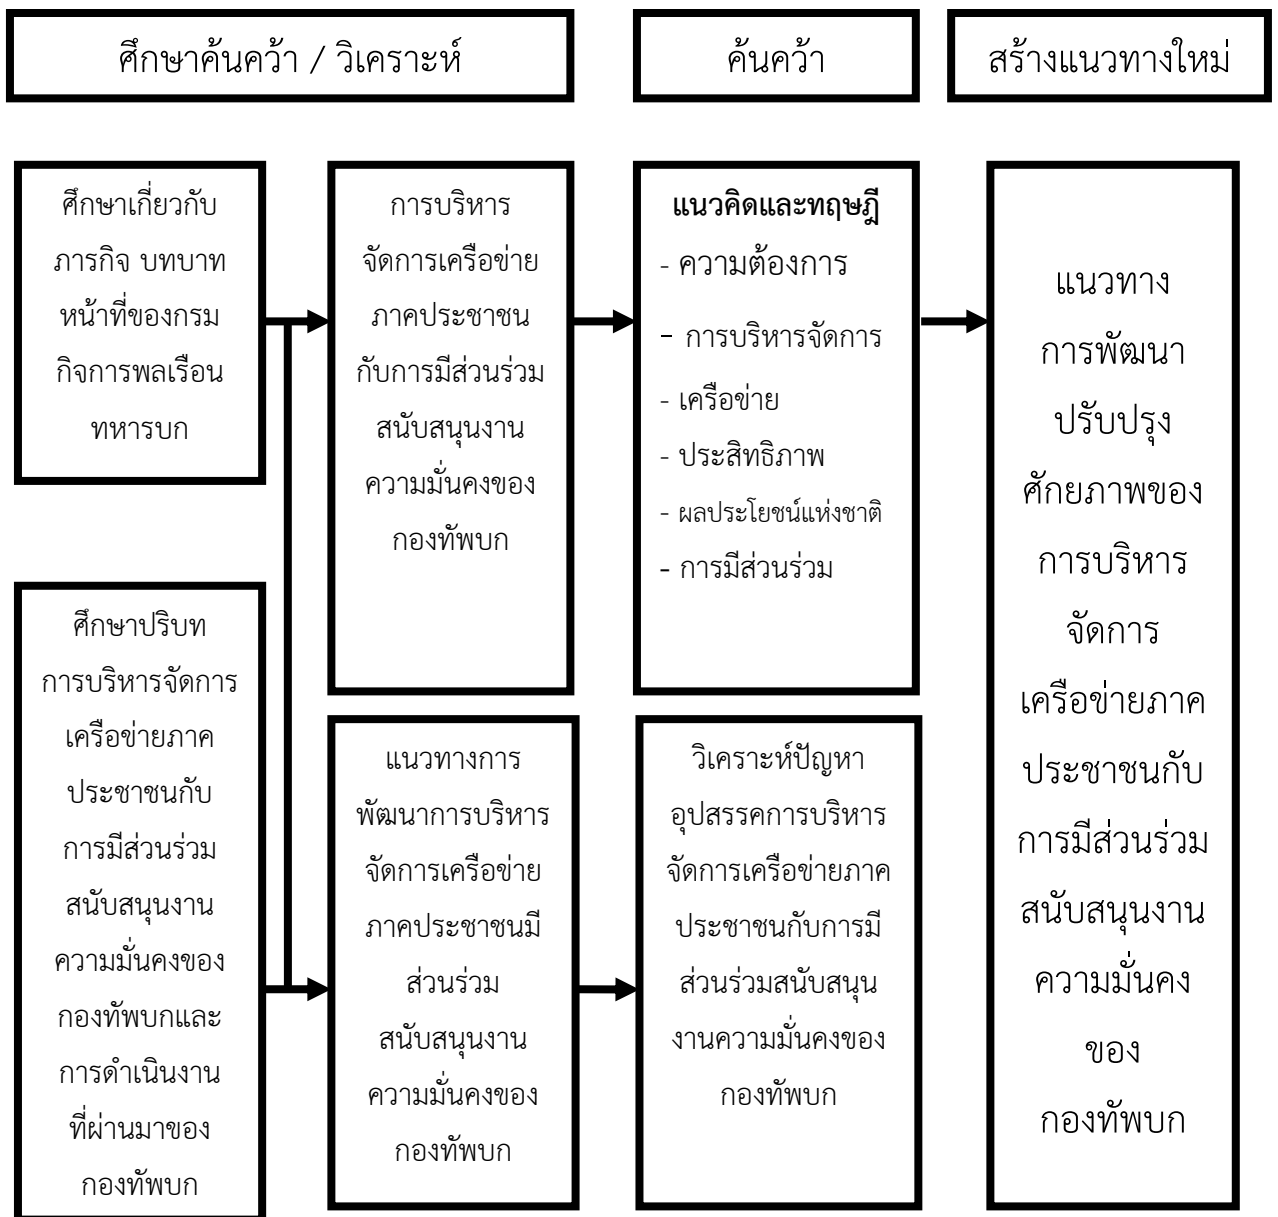 ศึกษาค้นคว้า / วิเคราะห์
ค้นคว้า
สร้างแนวทางใหม่
ศึกษาเกี่ยวกับ
ภารกิจ บทบาท
หน้าที่ของกรม
กิจการพลเรือน
ทหารบก
ศึกษาปริบท
การบริหารจัดการ
เครือข่ายภาค
ประชาชนกับ
การมีส่วนร่วม
สนับสนุนงาน
ความมั่นคงของ
กองทัพบกและ
การดำเนินงาน
ที่ผ่านมาของ
กองทัพบก
การบริหาร
จัดการเครือข่าย
ภาคประชาชน
กับการมีส่วนร่วม
สนับสนุนงาน
ความมั่นคงของ
กองทัพบก
แนวทางการ
พัฒนาการบริหาร
จัดการเครือข่าย
ภาคประชาชนมี
ส่วนร่วม
สนับสนุนงาน
ความมั่นคงของ
กองทัพบก
แนวคิดและทฤษฎี
- ความต้องการ
- การบริหารจัดการ
- เครือข่าย
- ประสิทธิภาพ
- ผลประโยชน์แห่งชาติ
- การมีส่วนร่วม
วิเคราะห์ปัญหา
อุปสรรคการบริหาร
จัดการเครือข่ายภาค
ประชาชนกับการมี
ส่วนร่วมสนับสนุน
งานความมั่นคงของ
กองทัพบก
แนวทาง
การพัฒนา
ปรับปรุง
ศักยภาพของ
การบริหาร
จัดการ
เครือข่ายภาค
ประชาชนกับ
การมีส่วนร่วม
สนับสนุนงาน
ความมั่นคง
ของ
กองทัพบก